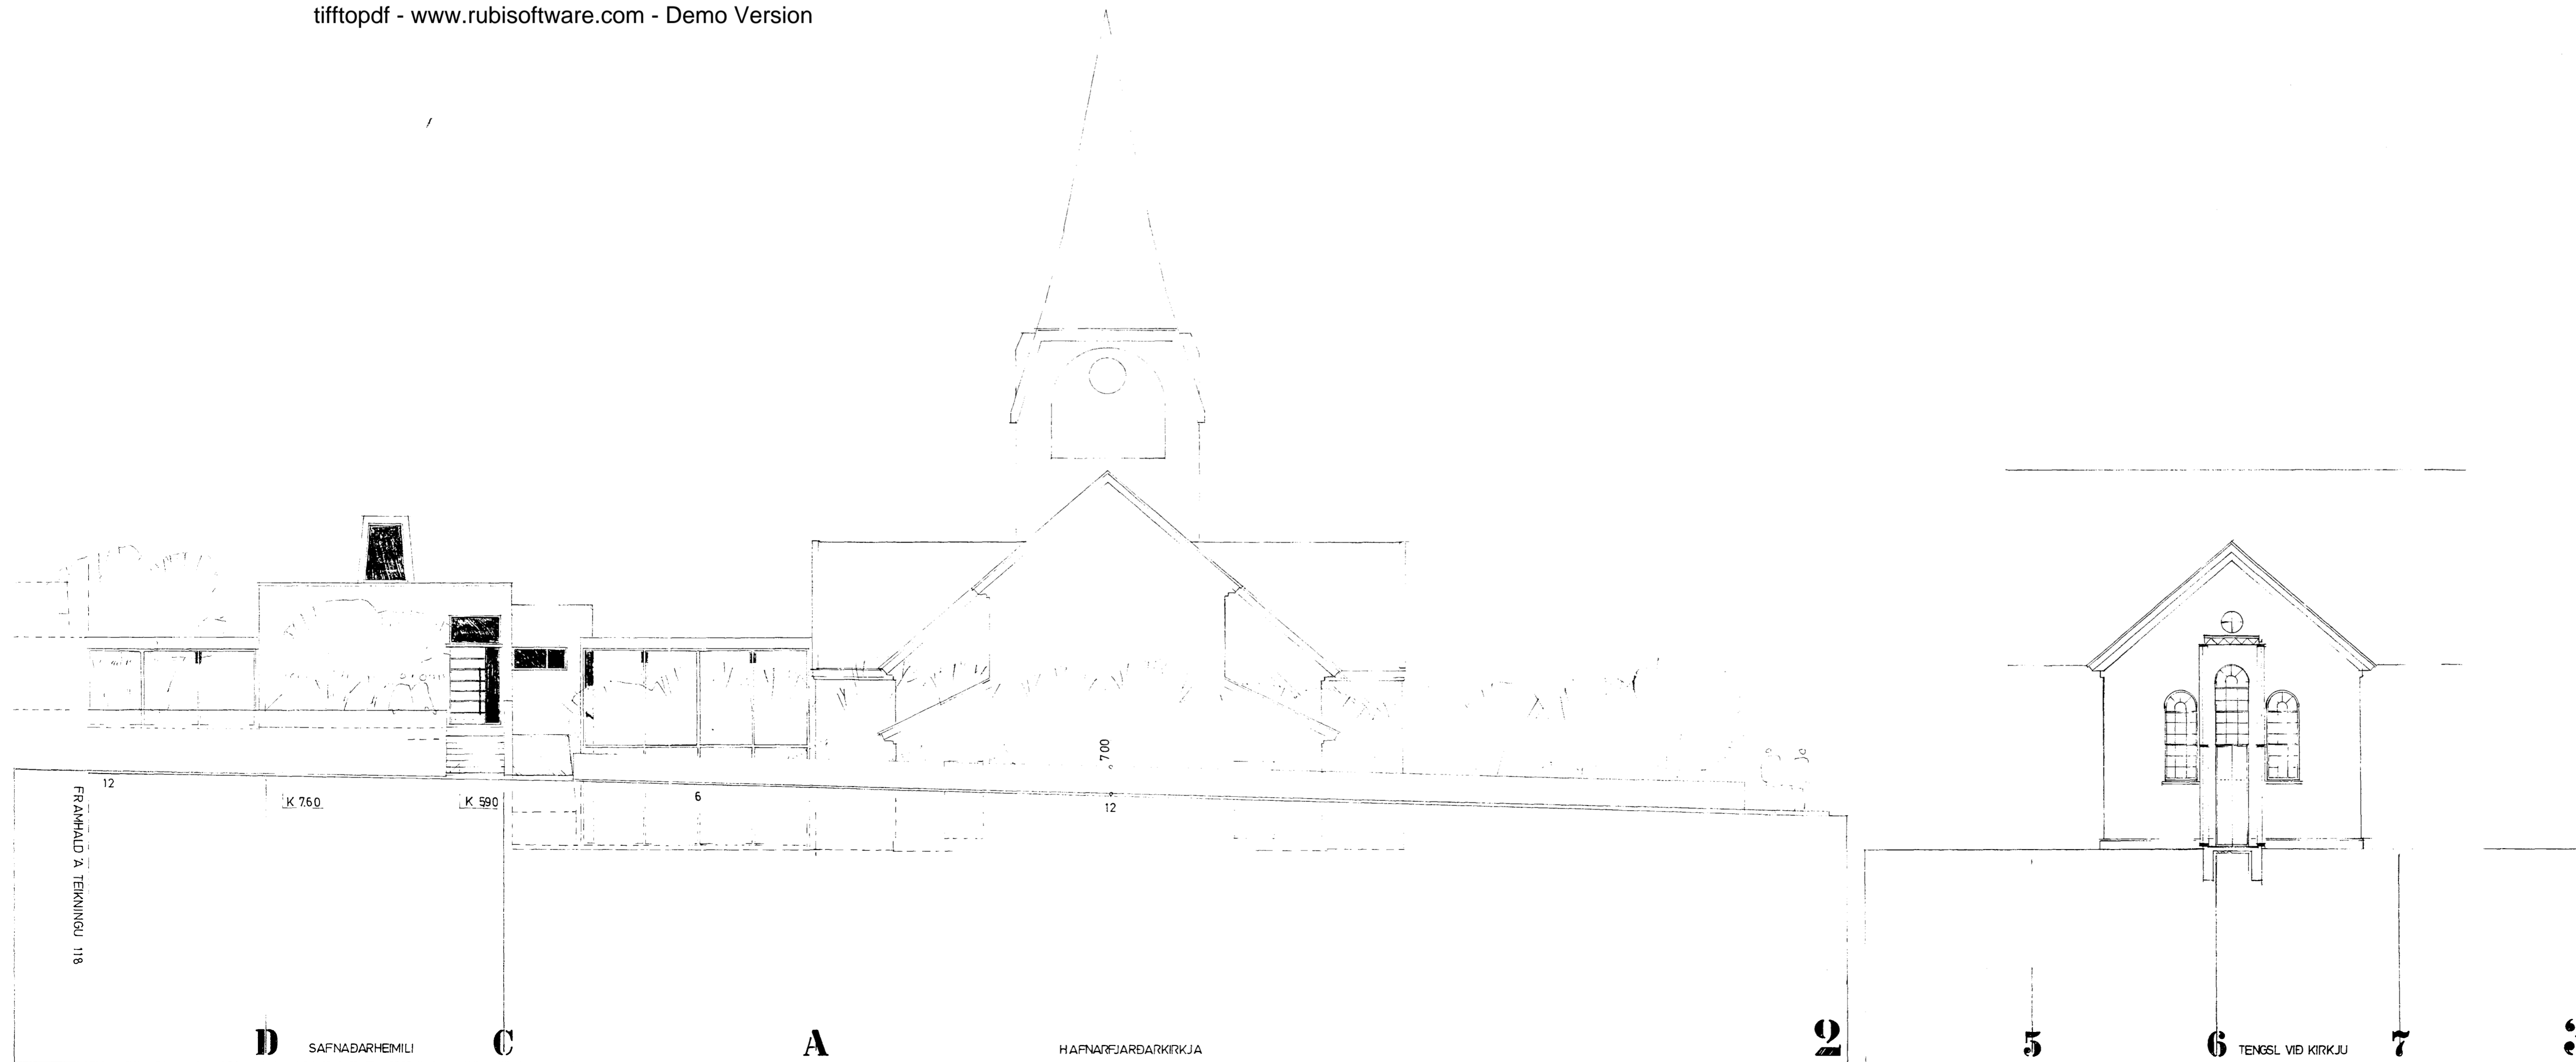 tifftopdf - www.rubisoftware.com - Demo Version
700
12
K 7.60
K 590
6
12
FRAMHALD 'A TEIKNINGU 118
D SAFNAÐARHEIMILI C A HAFNARFJARÐARKIRKJA 2 5 6 TENGSL VIÐ KIRKJU 7